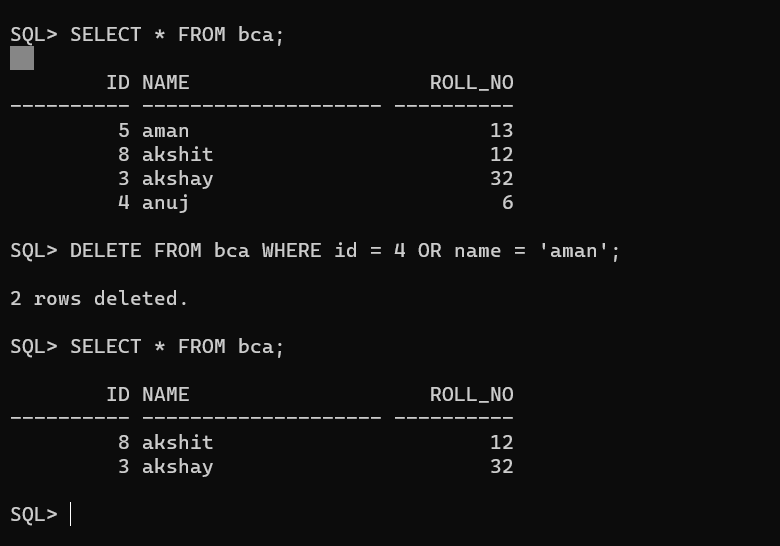 SQL> SELECT * FROM bca;
        ID NAME                    ROLL_NO
---------- -------------------- ----------
         5 aman                         13
         8 akshit                       12
         3 akshay                       32
         4 anuj                          6
SQL> DELETE FROM bca WHERE id = 4 OR name = 'aman';
2 rows deleted.
SQL> SELECT * FROM bca;
        ID NAME                    ROLL_NO
---------- -------------------- ----------
         8 akshit                       12
         3 akshay                       32
SQL>